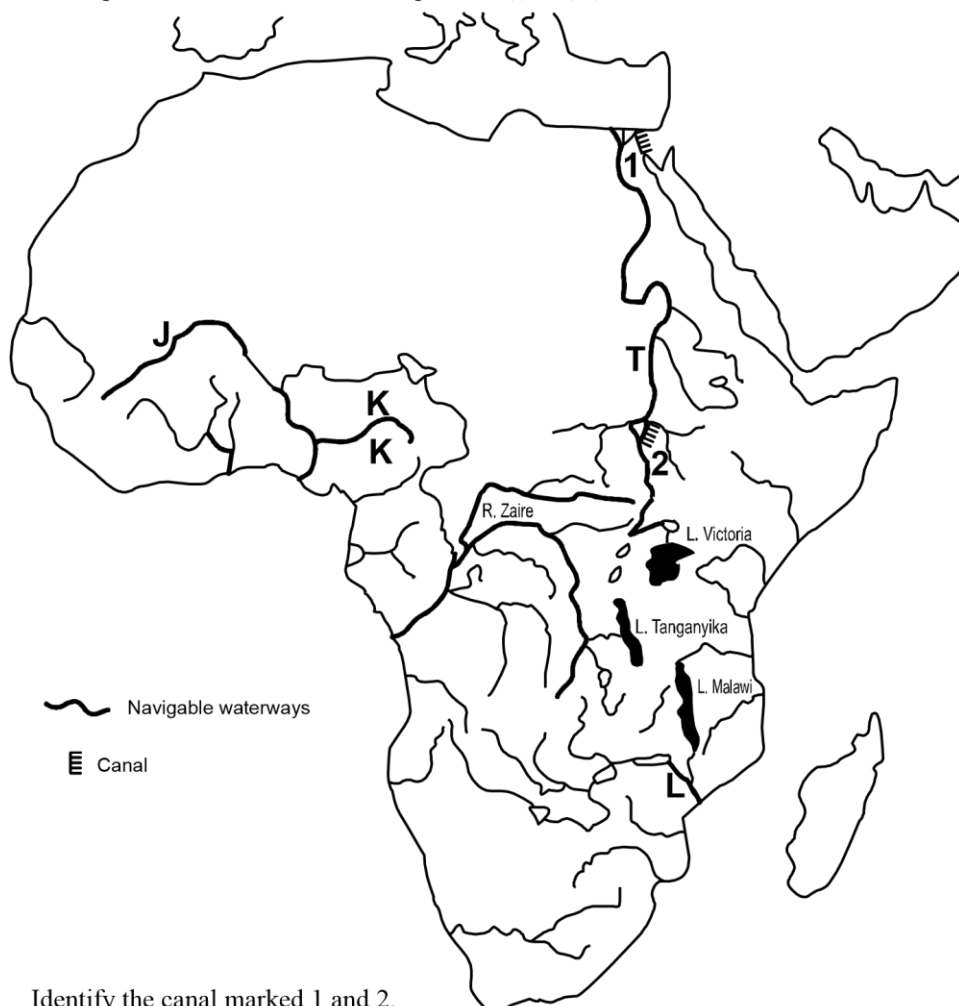 1
J
T
K
K
2
R. Zaire
L. Victoria
L. Tanganyika
L. Malawi
Navigable waterways
Canal
L
Identify the canal marked 1 and 2.